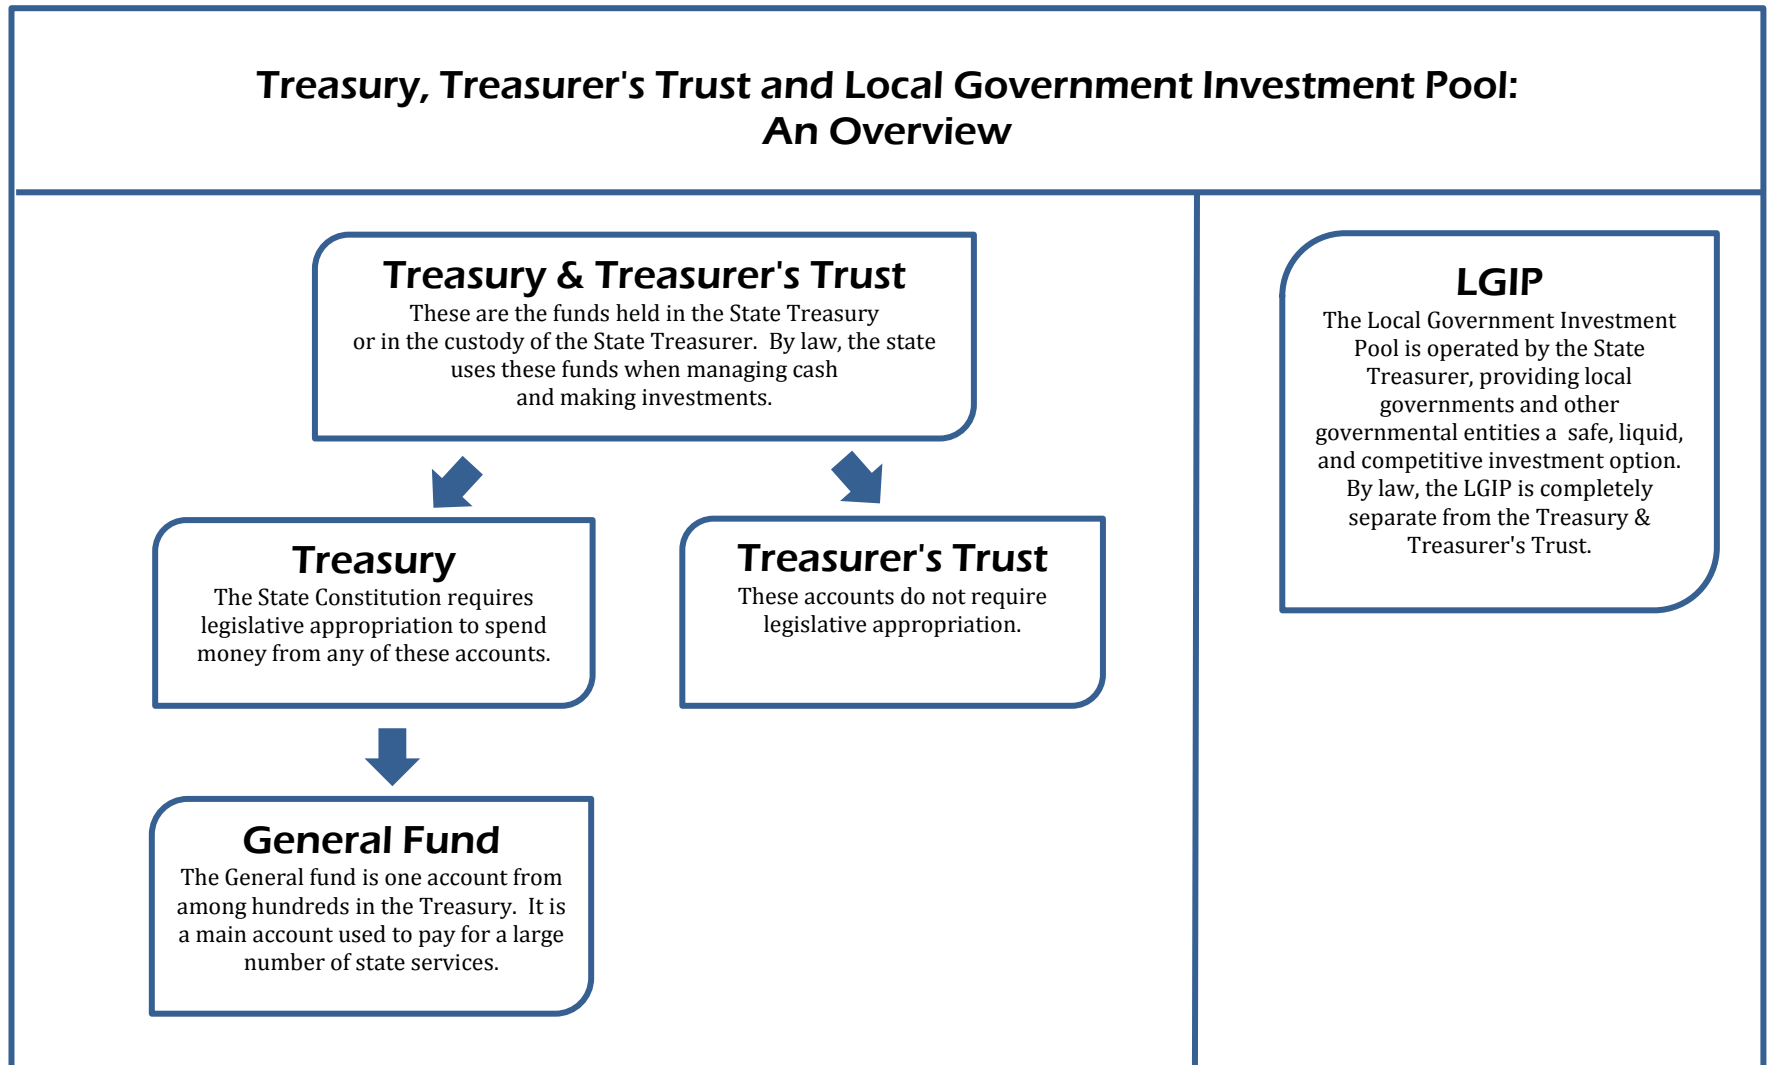 Treasury, Treasurer's Trust and Local Government Investment Pool:
An Overview
Treasury & Treasurer's Trust
These are the funds held in the State Treasury
or in the custody of the State Treasurer.  By law, the state
uses these funds when managing cash
and making investments.
Treasury
The State Constitution requires
legislative appropriation to spend
money from any of these accounts.
Treasurer's Trust
These accounts do not require
legislative appropriation.
General Fund
The General fund is one account from
among hundreds in the Treasury.  It is
a main account used to pay for a large
number of state services.
LGIP
The Local Government Investment
Pool is operated by the State
Treasurer, providing local
governments and other
governmental entities a  safe, liquid,
and competitive investment option.
By law, the LGIP is completely
separate from the Treasury &
Treasurer's Trust.